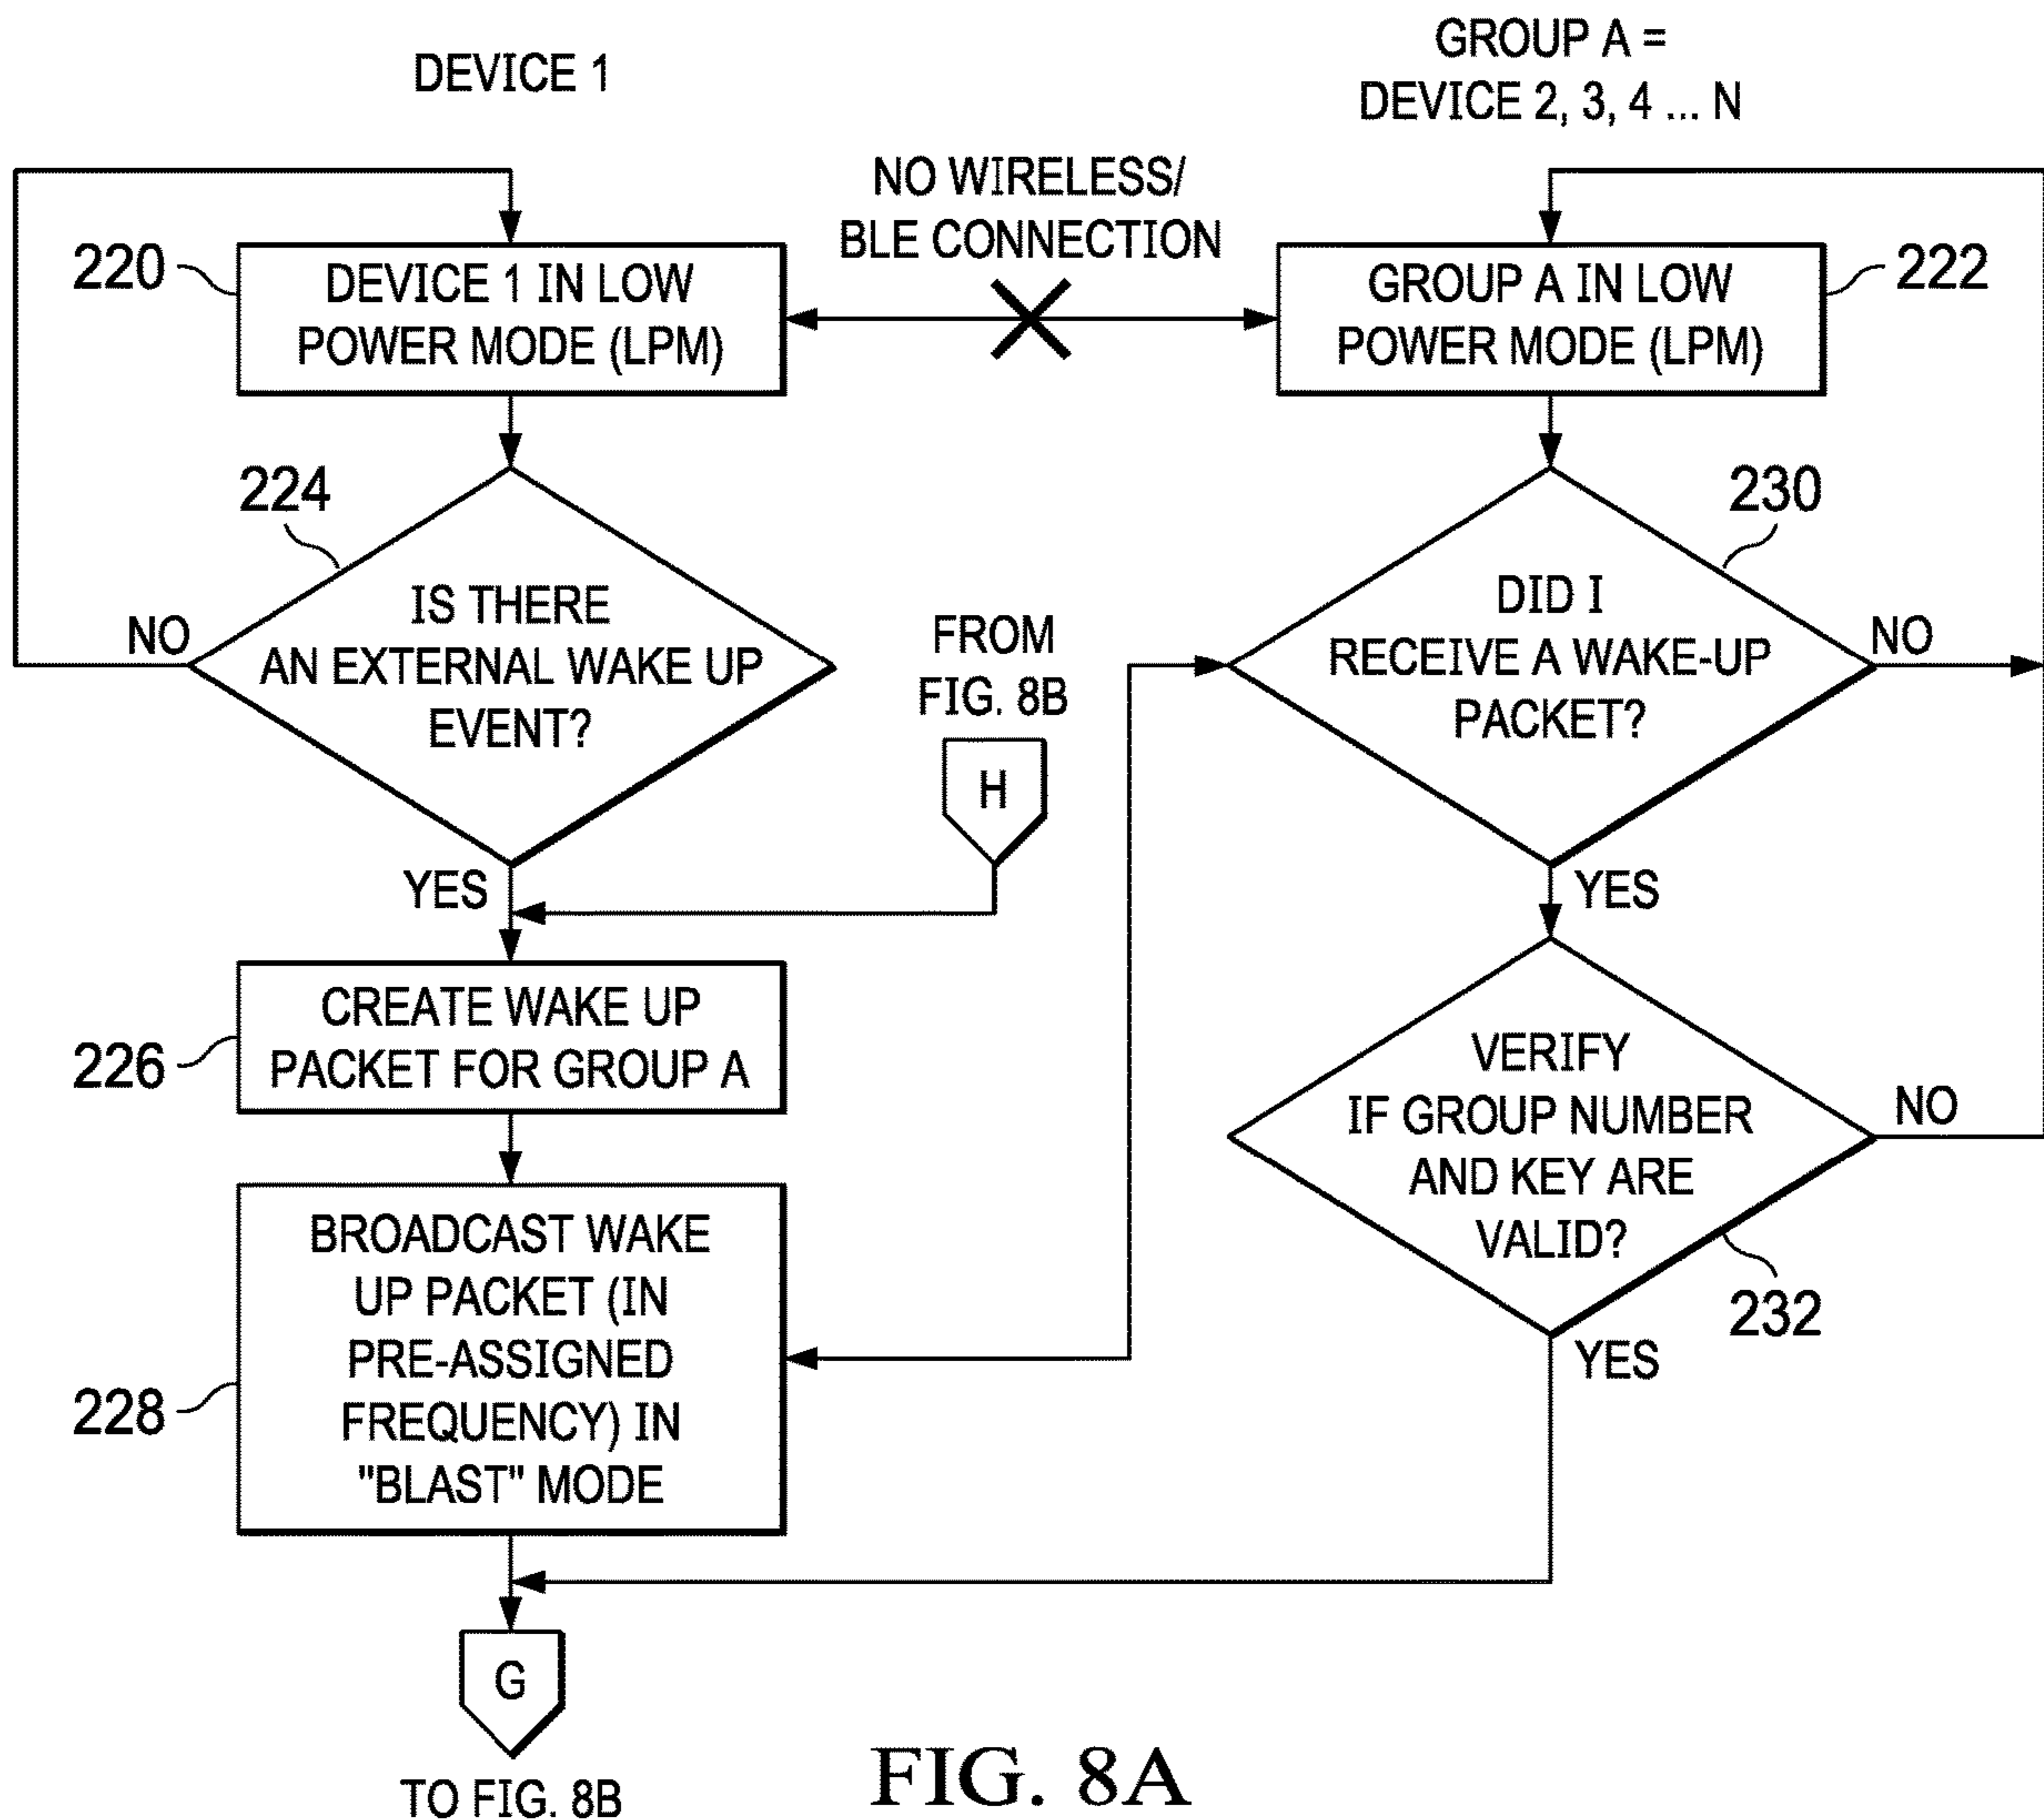 DEVICE 1
GROUP A =
DEVICE 2, 3, 4 ... N
NO WIRELESS/
BLE CONNECTION
220
DEVICE 1 IN LOW
POWER MODE (LPM)
GROUP A IN LOW
POWER MODE (LPM)
222
224
IS THERE
AN EXTERNAL WAKE UP
EVENT?
NO
YES
FROM
FIG. 8B
H
230
DID I
RECEIVE A WAKE-UP
PACKET?
NO
YES
226
CREATE WAKE UP
PACKET FOR GROUP A
VERIFY
IF GROUP NUMBER
AND KEY ARE
VALID?
NO
232
YES
228
BROADCAST WAKE
UP PACKET (IN
PRE-ASSIGNED
FREQUENCY) IN
"BLAST" MODE
G
TO FIG. 8B
FIG. 8A